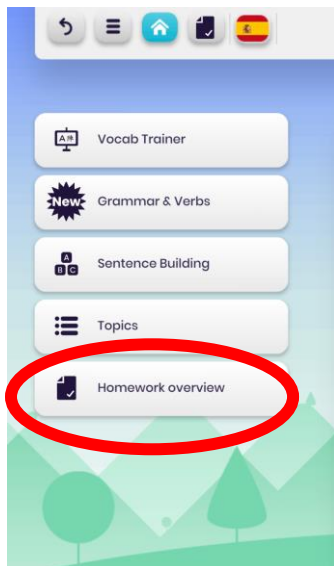 Vocab Trainer
New Grammar & Verbs
A
B C
Sentence Building
Topics
Homework overview